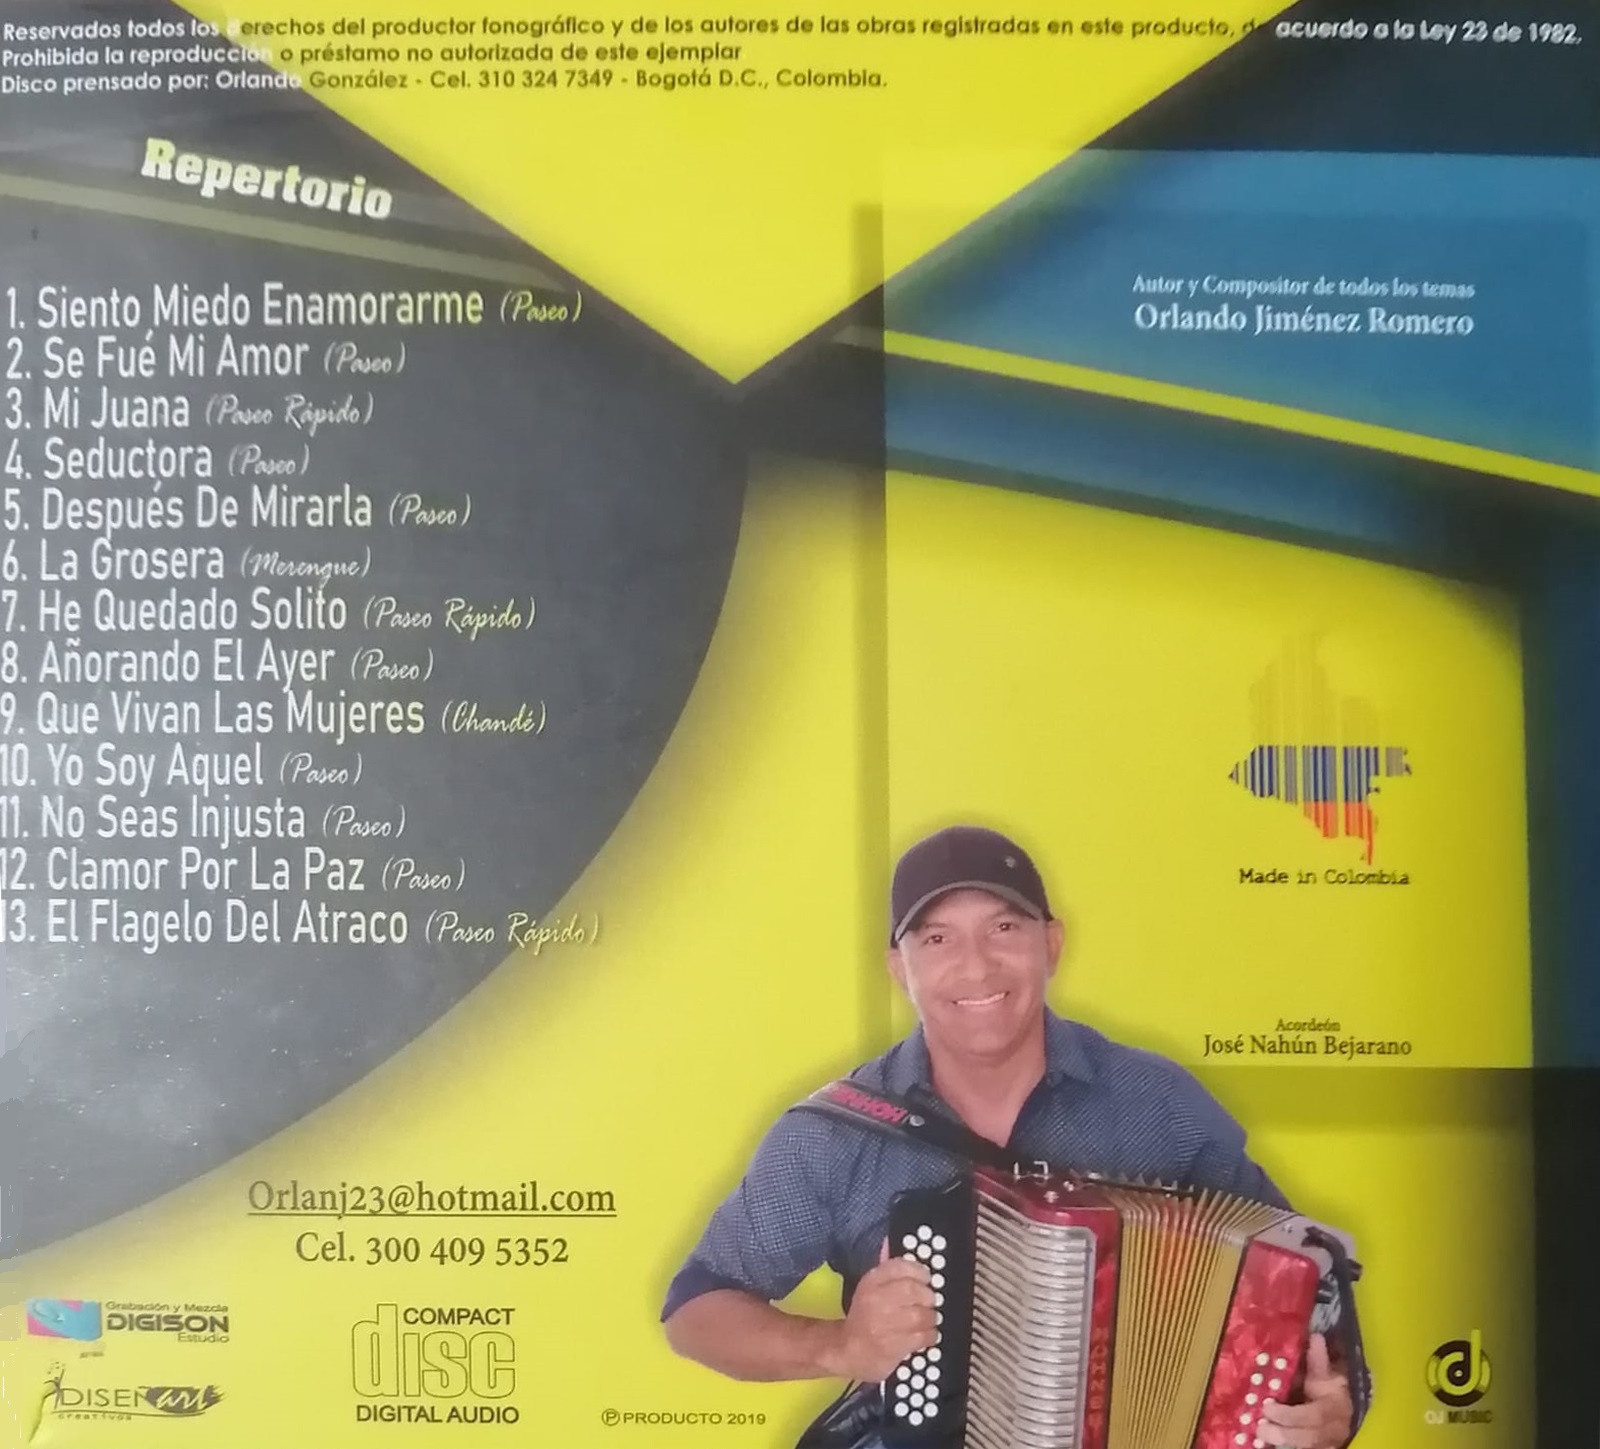 Reservados todos los derechos del productor fonográfico y de los autores de las obras registradas en este producto, de acuerdo a la Ley 23 de 1982.
Prohibida la reproducción o préstamo no autorizada de este ejemplar
Disco prensado por: Orlando González - Cel. 310 324 7349 - Bogotá D.C., Colombia.
Repertorio
1. Siento Miedo Enamorarme (Paseo)
2. Se Fué Mi Amor (Paseo)
3. Mi Juana (Paseo Rápido)
4. Seductora (Paseo)
5. Después De Mirarla (Paseo)
6. La Grosera (Merengue)
7. He Quedado Solito (Paseo Rápido)
8. Añorando El Ayer (Paseo)
9. Que Vivan Las Mujeres (Chandé)
10. Yo Soy Aquel (Paseo)
11. No Seas Injusta (Paseo)
12. Clamor Por La Paz (Paseo)
13. El Flagelo Del Atraco (Paseo Rápido)
Autor y Compositor de todos los temas
Orlando Jiménez Romero
Made in Colombia
Acordeón
José Nahún Bejarano
HOHNER
HOHNER
Orlanj23@hotmail.com
Cel. 300 409 5352
Grabación y Mezcla
DIGISON
Estudio
DISEÑart
creativos
COMPACT
disc
DIGITAL AUDIO
Ⓟ PRODUCTO 2019
OJ MUSIC